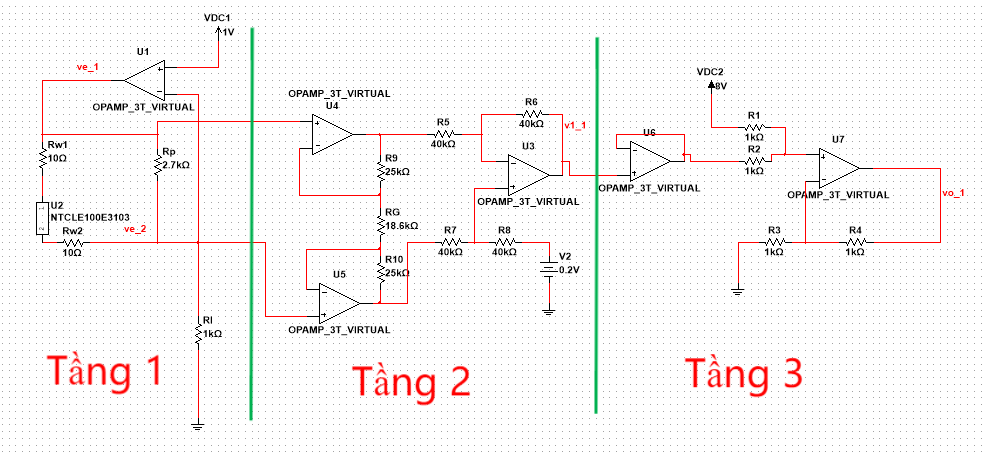 VDC1
1V
U1
ve_1
OPAMP_3T_VIRTUAL
Rw1
10Ω
Rp
2.7kΩ
U2
NTCLE100E3103
ve_2
Rw2
10Ω
RI
1kΩ
Tầng 1
OPAMP_3T_VIRTUAL
U4
R9
25kΩ
RG
18.6kΩ
R10
25kΩ
U5
OPAMP_3T_VIRTUAL
R5
40kΩ
R6
40kΩ
v1_1
U3
OPAMP_3T_VIRTUAL
R7
40kΩ
R8
40kΩ
V2
0.2V
Tầng 2
VDC2
8V
U6
OPAMP_3T_VIRTUAL
R1
1kΩ
R2
1kΩ
U7
OPAMP_3T_VIRTUAL
vo_1
R3
1kΩ
R4
1kΩ
Tầng 3